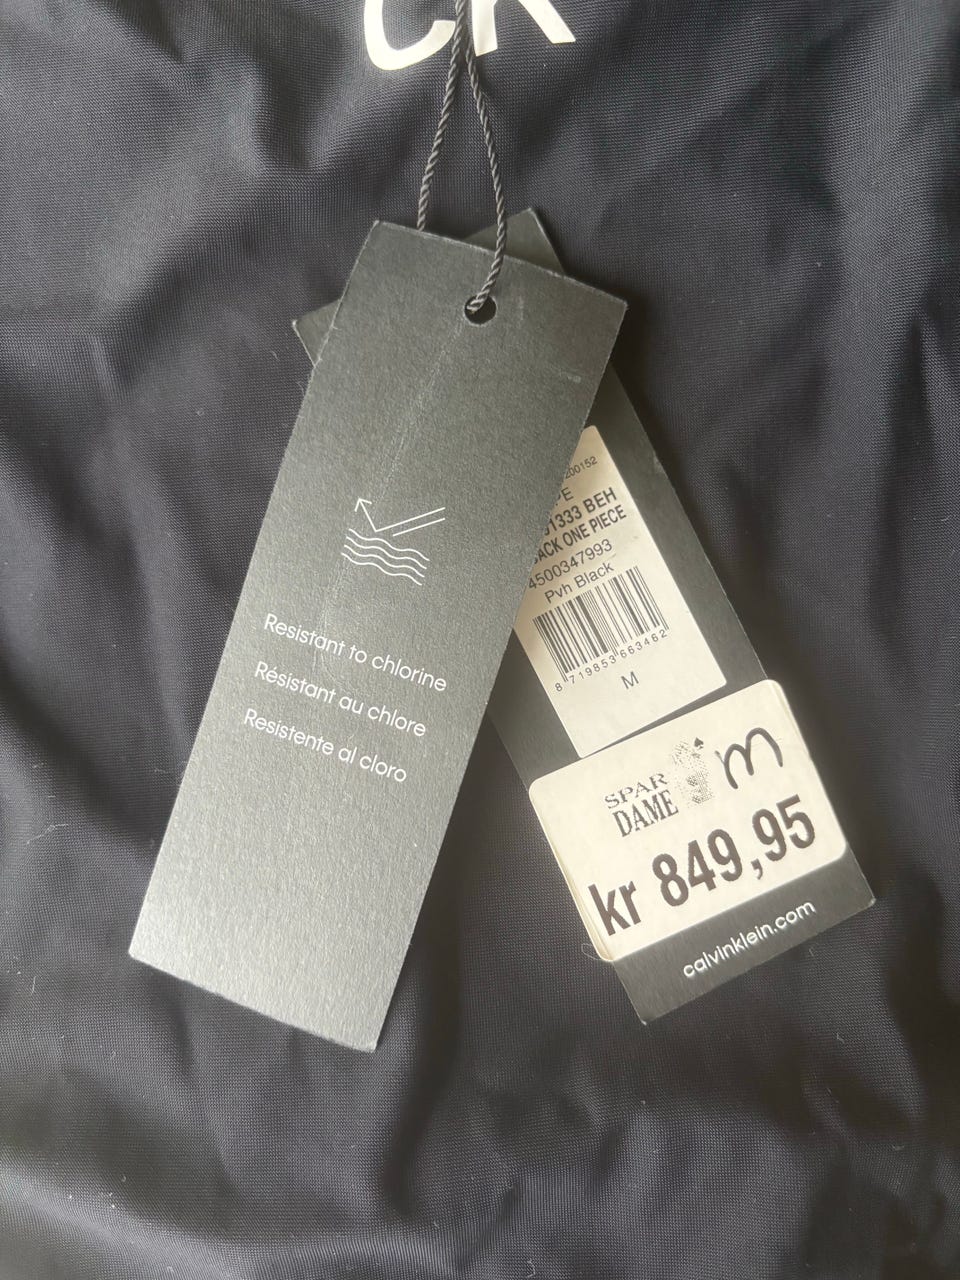 CK
Resistant to chlorine
Résistant au chlore
Resistente al cloro
200152
1333 BEH
ONE PIECE
4500347993
Pvh Black
8 719853 663462
M
SPAR
DAME
M
kr 849,95
calvinklein.com